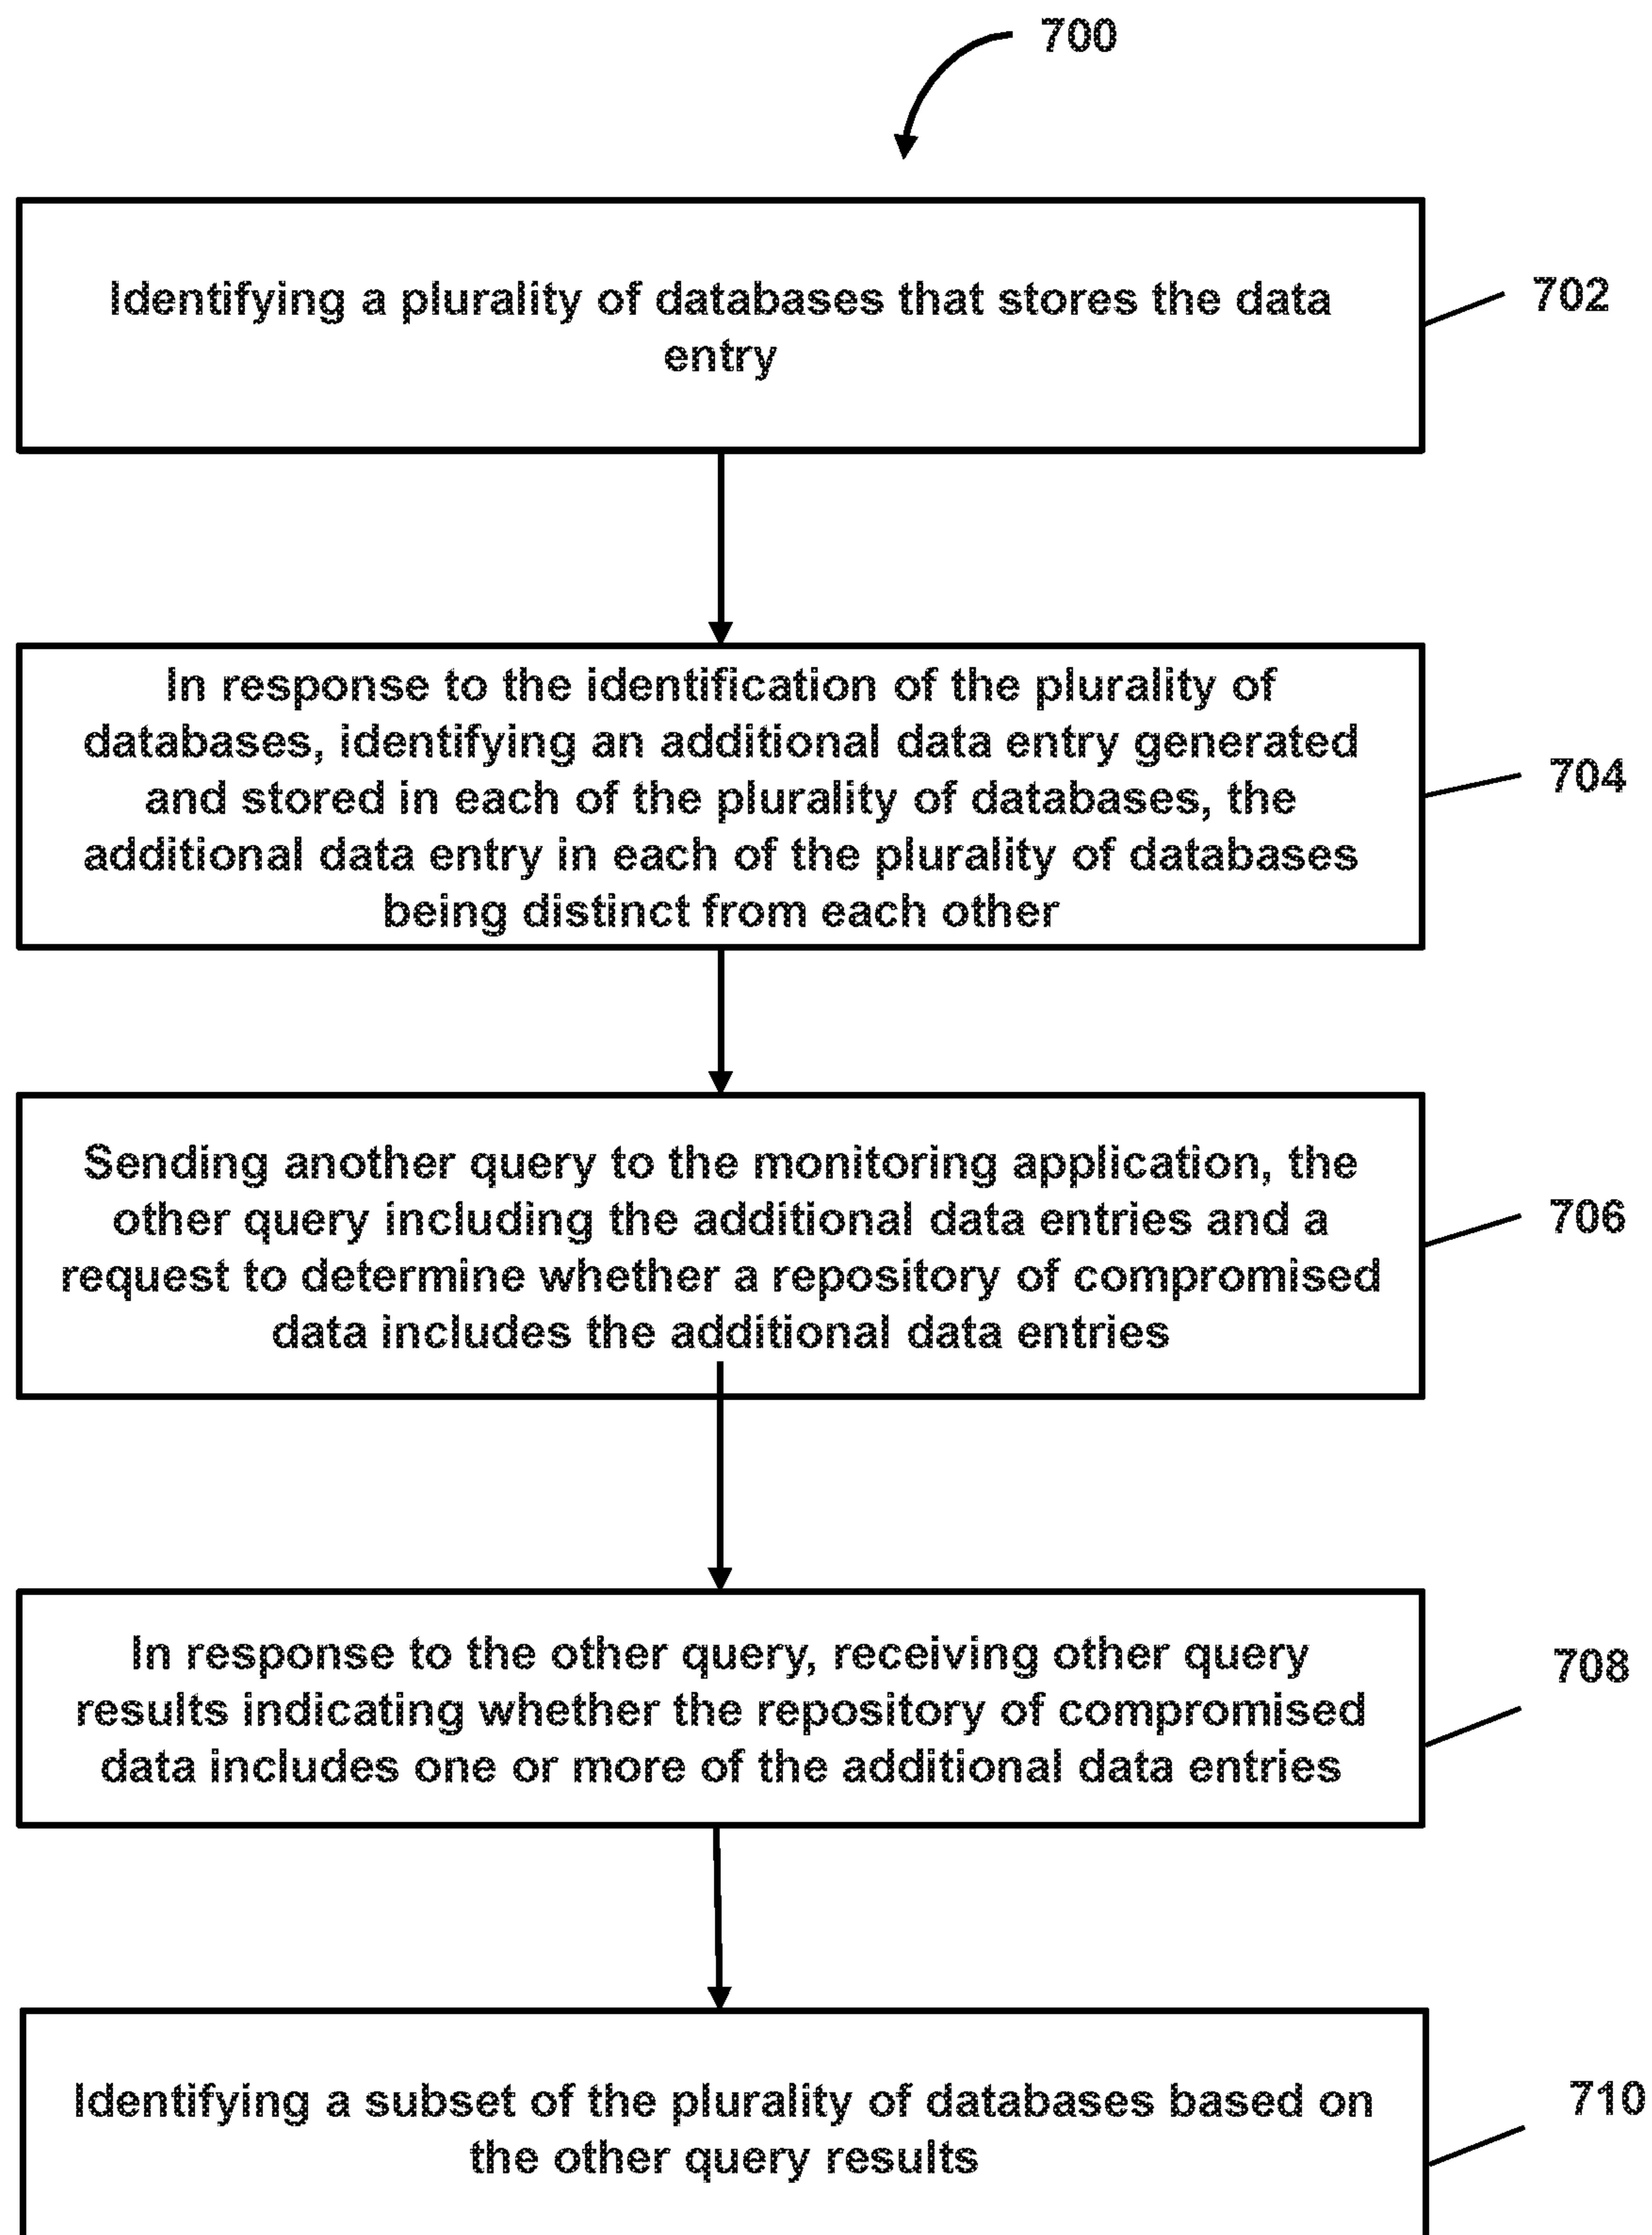 700
Identifying a plurality of databases that stores the data
entry
702
In response to the identification of the plurality of
databases, identifying an additional data entry generated
and stored in each of the plurality of databases, the
additional data entry in each of the plurality of databases
being distinct from each other
704
Sending another query to the monitoring application, the
other query including the additional data entries and a
request to determine whether a repository of compromised
data includes the additional data entries
706
In response to the other query, receiving other query
results indicating whether the repository of compromised
data includes one or more of the additional data entries
708
Identifying a subset of the plurality of databases based on
the other query results
710